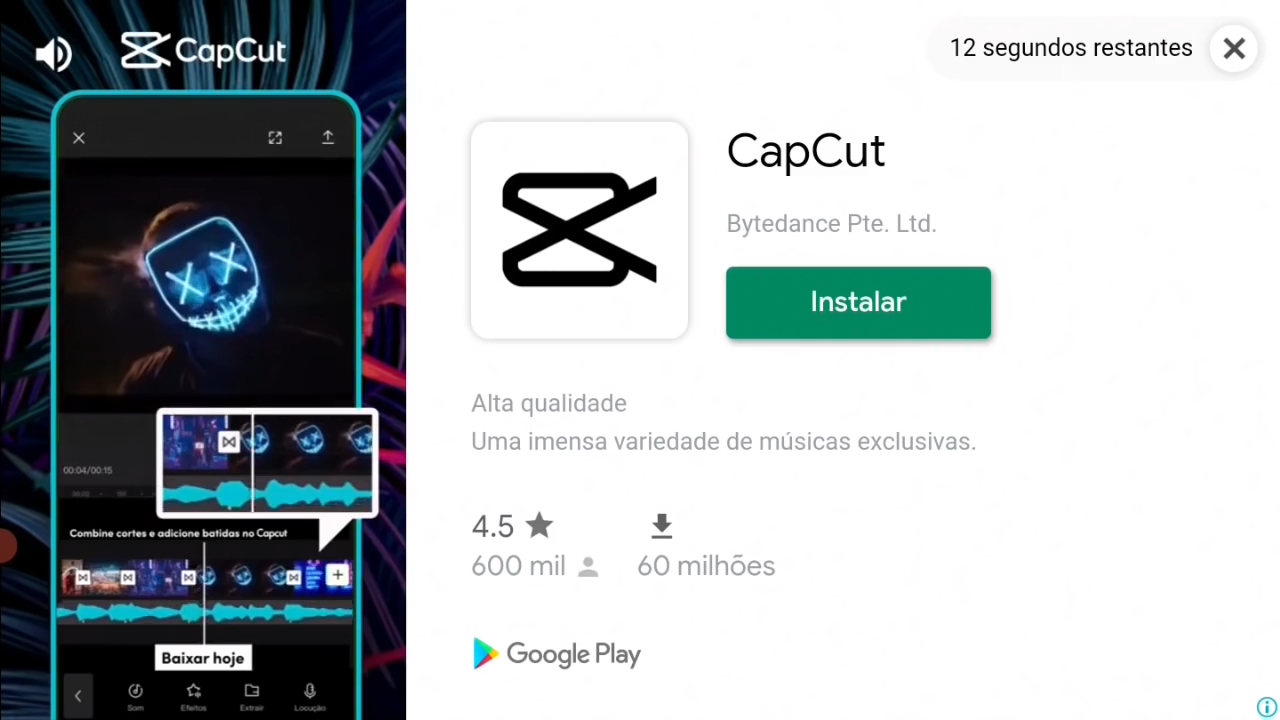 CapCut
12 segundos restantes
CapCut
Bytedance Pte. Ltd.
Instalar
Alta qualidade
Uma imensa variedade de músicas exclusivas.
4.5
600 mil
60 milhões
Google Play
00:04/00:15
Combine cortes e adicione batidas no Capcut
Baixar hoje
Som
Efeitos
Extrair
Locução